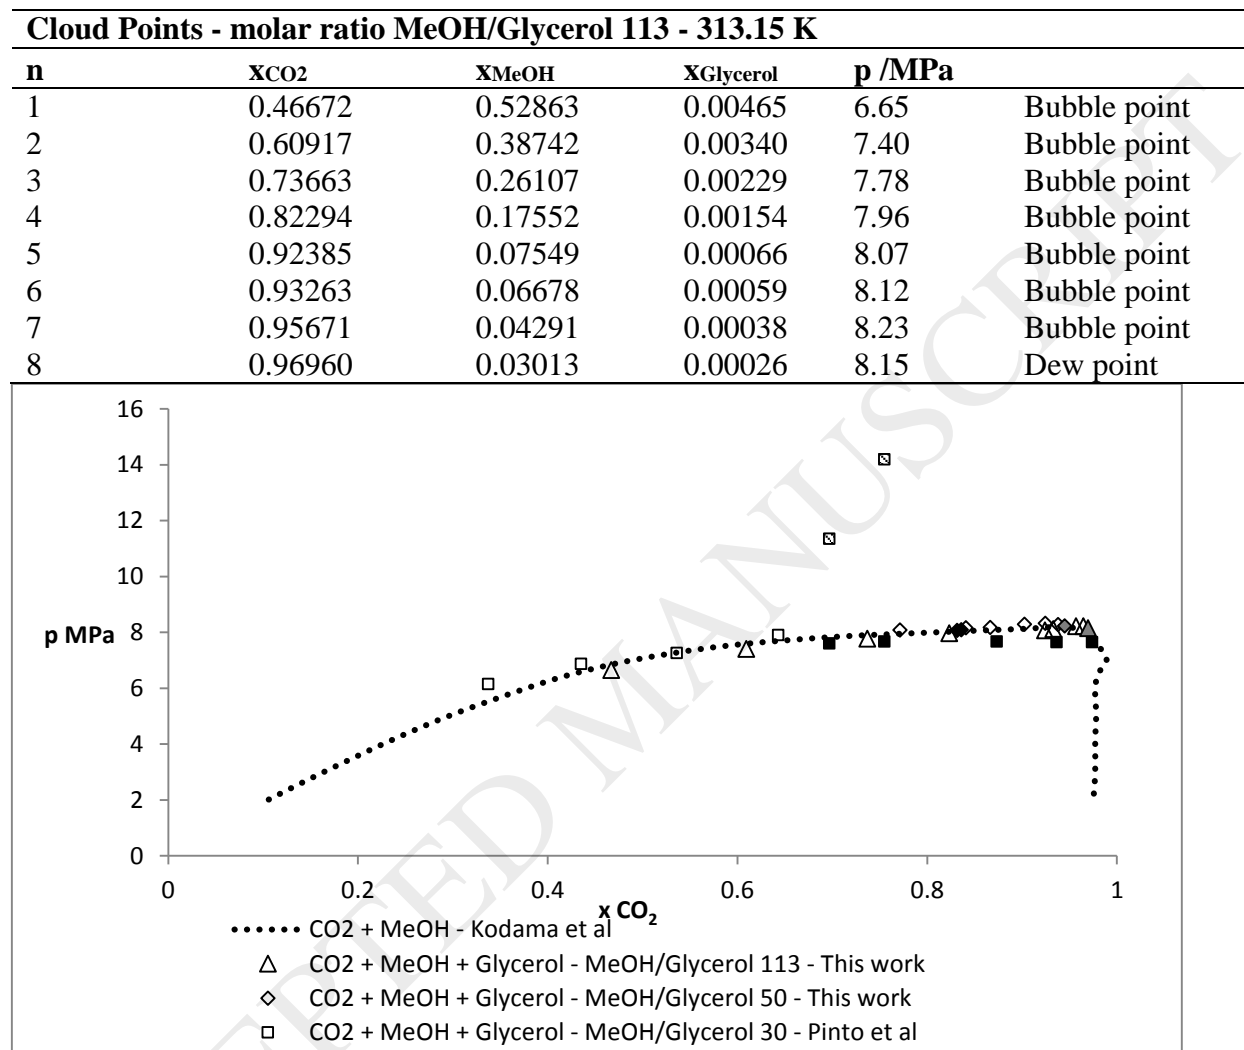 Cloud Points - molar ratio MeOH/Glycerol 113 - 313.15 K
n xCO2 xMeOH xGlycerol p /MPa
1 0.46672 0.52863 0.00465 6.65 Bubble point
2 0.60917 0.38742 0.00340 7.40 Bubble point
3 0.73663 0.26107 0.00229 7.78 Bubble point
4 0.82294 0.17552 0.00154 7.96 Bubble point
5 0.92385 0.07549 0.00066 8.07 Bubble point
6 0.93263 0.06678 0.00059 8.12 Bubble point
7 0.95671 0.04291 0.00038 8.23 Bubble point
8 0.96960 0.03013 0.00026 8.15 Dew point
16
14
12
10
8
6
4
2
0
p MPa
0 0.2 0.4 0.6 0.8 1
x CO2
CO2 + MeOH - Kodama et al
CO2 + MeOH + Glycerol - MeOH/Glycerol 113 - This work
CO2 + MeOH + Glycerol - MeOH/Glycerol 50 - This work
CO2 + MeOH + Glycerol - MeOH/Glycerol 30 - Pinto et al
ERTED MANUSCRIPT